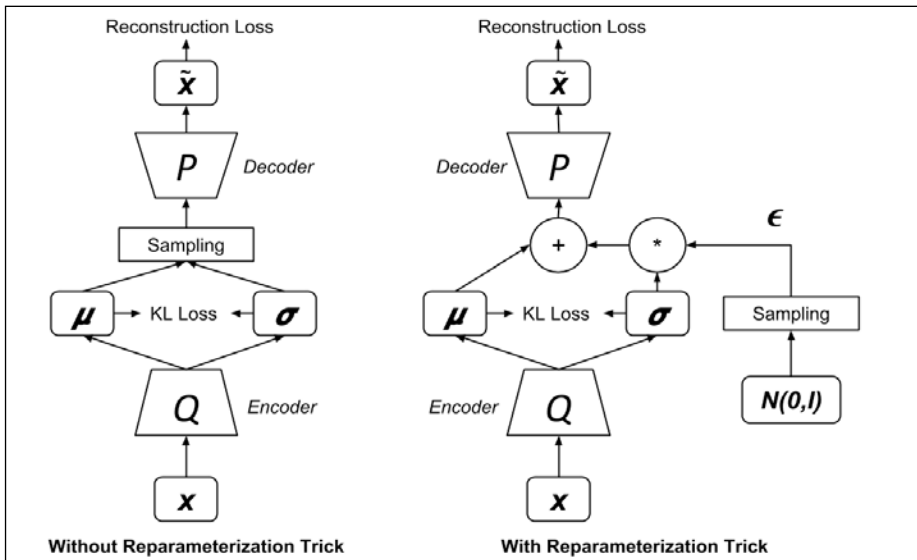 Reconstruction Loss
x̃
P
Decoder
Sampling
μ
KL Loss
σ
Q
Encoder
x
Without Reparameterization Trick
Reconstruction Loss
x̃
Decoder
P
ϵ
+
*
μ
KL Loss
σ
Sampling
Encoder
Q
N(0,I)
x
With Reparameterization Trick